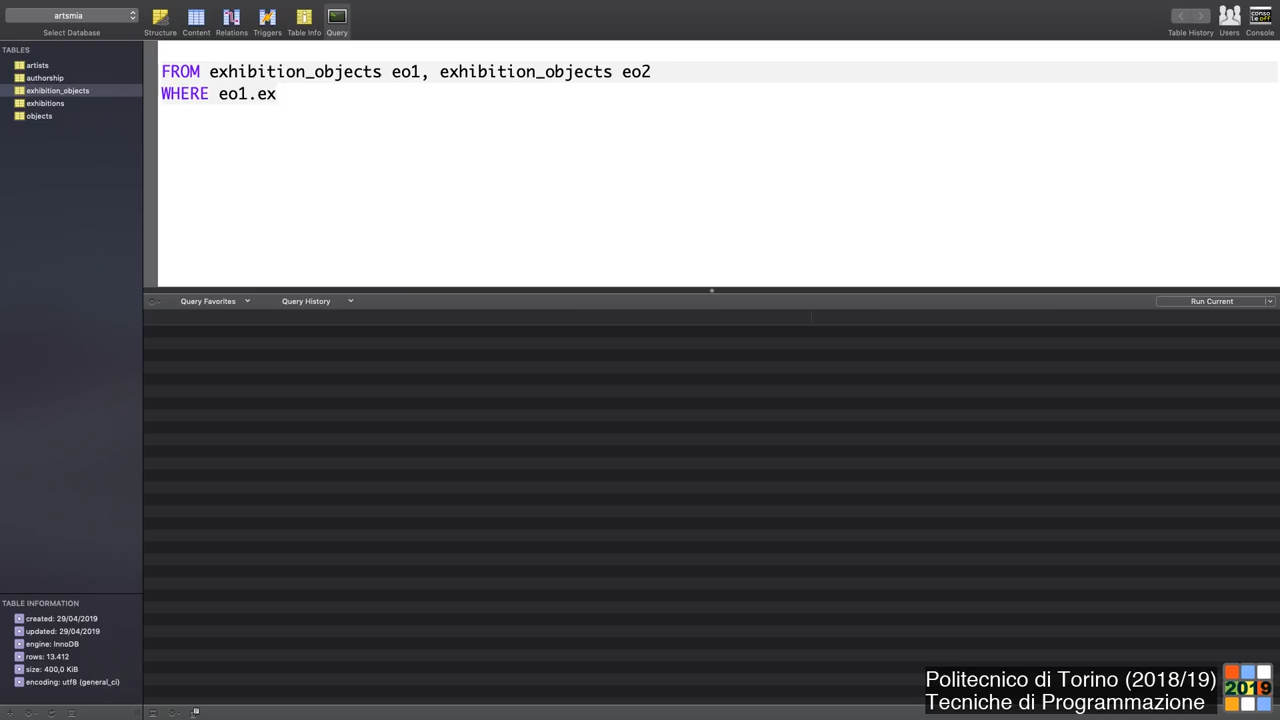 artsmia
Select Database
Structure
Content
Relations
Triggers
Table Info
Query
Table History
Users
conso
le off
Console
TABLES
artists
authorship
exhibition_objects
exhibitions
objects
FROM exhibition_objects eo1, exhibition_objects eo2
WHERE eo1.ex
Query Favorites
Query History
Run Current
TABLE INFORMATION
created: 29/04/2019
updated: 29/04/2019
engine: InnoDB
rows: 13.412
size: 400,0 KiB
encoding: utf8 (general_ci)
Politecnico di Torino (2018/19)
Tecniche di Programmazione
2019